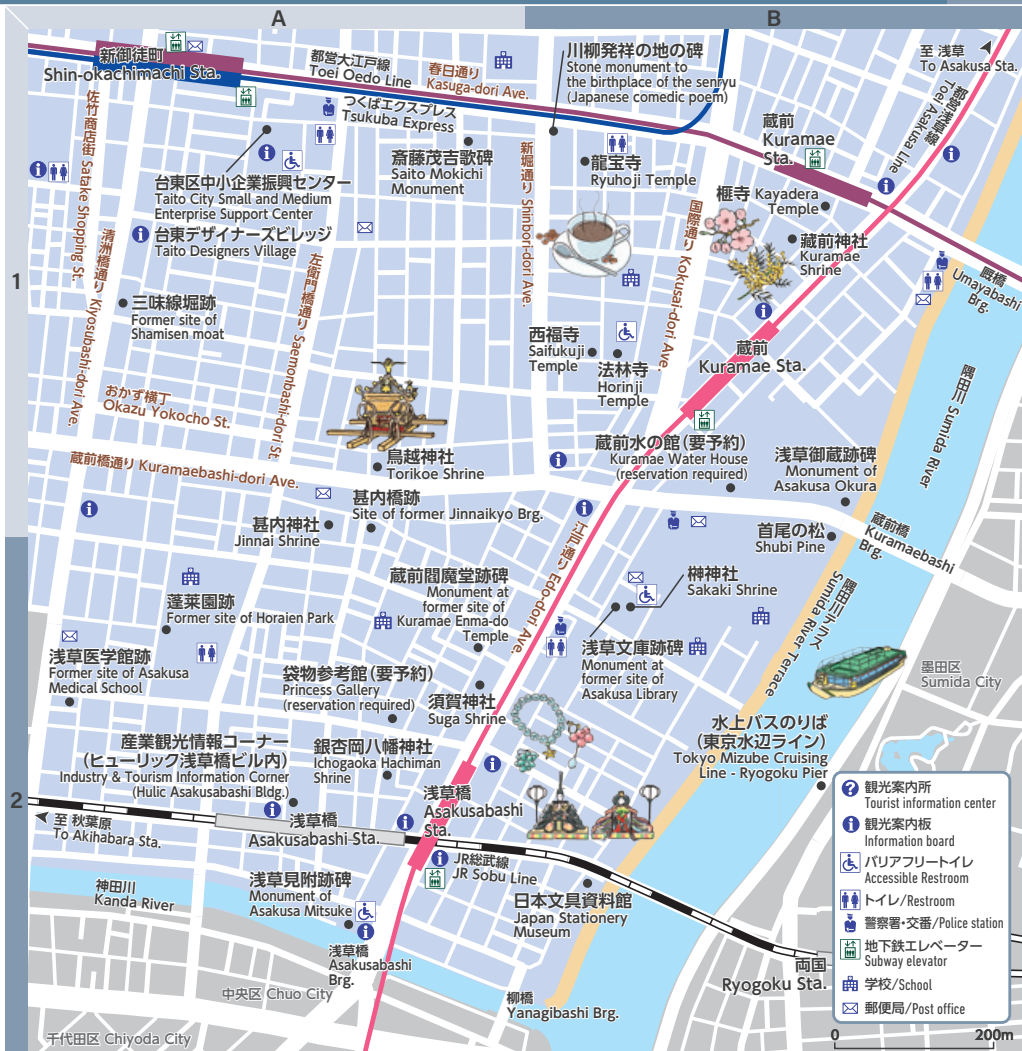 A
B
1
2
新御徒町
Shin-okachimachi Sta.
都営大江戸線
Toei Oedo Line
春日通り
Kasuga-dori Ave.
つくばエクスプレス
Tsukuba Express
川柳発祥の地の碑
Stone monument to
the birthplace of the senryu
(Japanese comedic poem)
至 浅草
To Asakusa Sta.
都営浅草線
Toei Asakusa Line
蔵前
Kuramae
Sta.
佐竹商店街 Satake Shopping St.
台東区中小企業振興センター
Taito City Small and Medium
Enterprise Support Center
斎藤茂吉歌碑
Saito Mokichi
Monument
新堀通り Shinbori-dori Ave.
龍宝寺
Ryuhoji Temple
国際通り Kokusai-dori Ave.
榧寺 Kayadera
Temple
蔵前神社
Kuramae
Shrine
厩橋
Umayabashi
Brg.
台東デザイナーズビレッジ
Taito Designers Village
清洲橋通り Kiyosubashi-dori Ave.
左衛門橋通り Saemonbashi-dori St.
三味線堀跡
Former site of
Shamisen moat
西福寺
Saifukuji
Temple
法林寺
Horinji
Temple
蔵前
Kuramae Sta.
隅田川 Sumida River
おかず横丁
Okazu Yokocho St.
鳥越神社
Torikoe Shrine
蔵前橋通り Kuramaebashi-dori Ave.
蔵前水の館(要予約)
Kuramae Water House
(reservation required)
浅草御蔵跡碑
Monument of
Asakusa Okura
甚内橋跡
Site of former Jinnaikyo Brg.
甚内神社
Jinnai Shrine
江戸通り Edo-dori Ave.
首尾の松
Shubi Pine
蔵前橋
Kuramaebashi
Brg.
蓬莱園跡
Former site of Horaien Park
蔵前閻魔堂跡碑
Monument at
former site of
Kuramae Enma-do
Temple
榊神社
Sakaki Shrine
浅草文庫跡碑
Monument at
former site of
Asakusa Library
隅田川テラス
Sumida River Terrace
墨田区
Sumida City
浅草医学館跡
Former site of Asakusa
Medical School
袋物参考館(要予約)
Princess Gallery
(reservation required)
須賀神社
Suga Shrine
水上バスのりば
(東京水辺ライン)
Tokyo Mizube Cruising
Line - Ryogoku Pier
産業観光情報コーナー
(ヒューリック浅草橋ビル内)
Industry & Tourism Information Corner
(Hulic Asakusabashi Bldg.)
銀杏岡八幡神社
Ichogaoka Hachiman
Shrine
浅草橋
Asakusabashi
Sta.
至 秋葉原
To Akihabara Sta.
浅草橋
Asakusabashi Sta.
JR総武線
JR Sobu Line
神田川
Kanda River
浅草見附跡碑
Monument of
Asakusa Mitsuke
日本文具資料館
Japan Stationery
Museum
浅草橋
Asakusabashi
Brg.
両国
Ryogoku Sta.
中央区 Chuo City
柳橋
Yanagibashi Brg.
千代田区 Chiyoda City
観光案内所
Tourist information center
観光案内板
Information board
バリアフリートイレ
Accessible Restroom
トイレ/Restroom
警察署・交番/Police station
地下鉄エレベーター
Subway elevator
学校/School
郵便局/Post office
0 200m